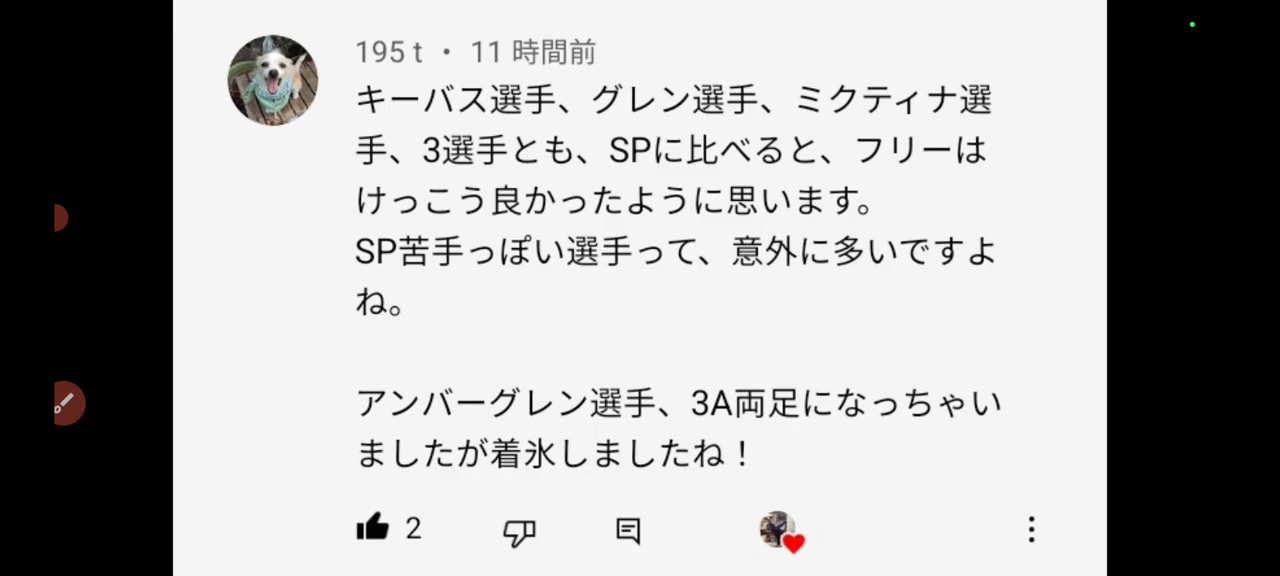 195 t ・ 11 時間前
キーバス選手、グレン選手、ミクティナ選
手、3選手とも、SPに比べると、フリーは
けっこう良かったように思います。
SP苦手っぽい選手って、意外に多いですよ
ね。
アンバーグレン選手、3A両足になっちゃい
ましたが着氷しましたね！
2